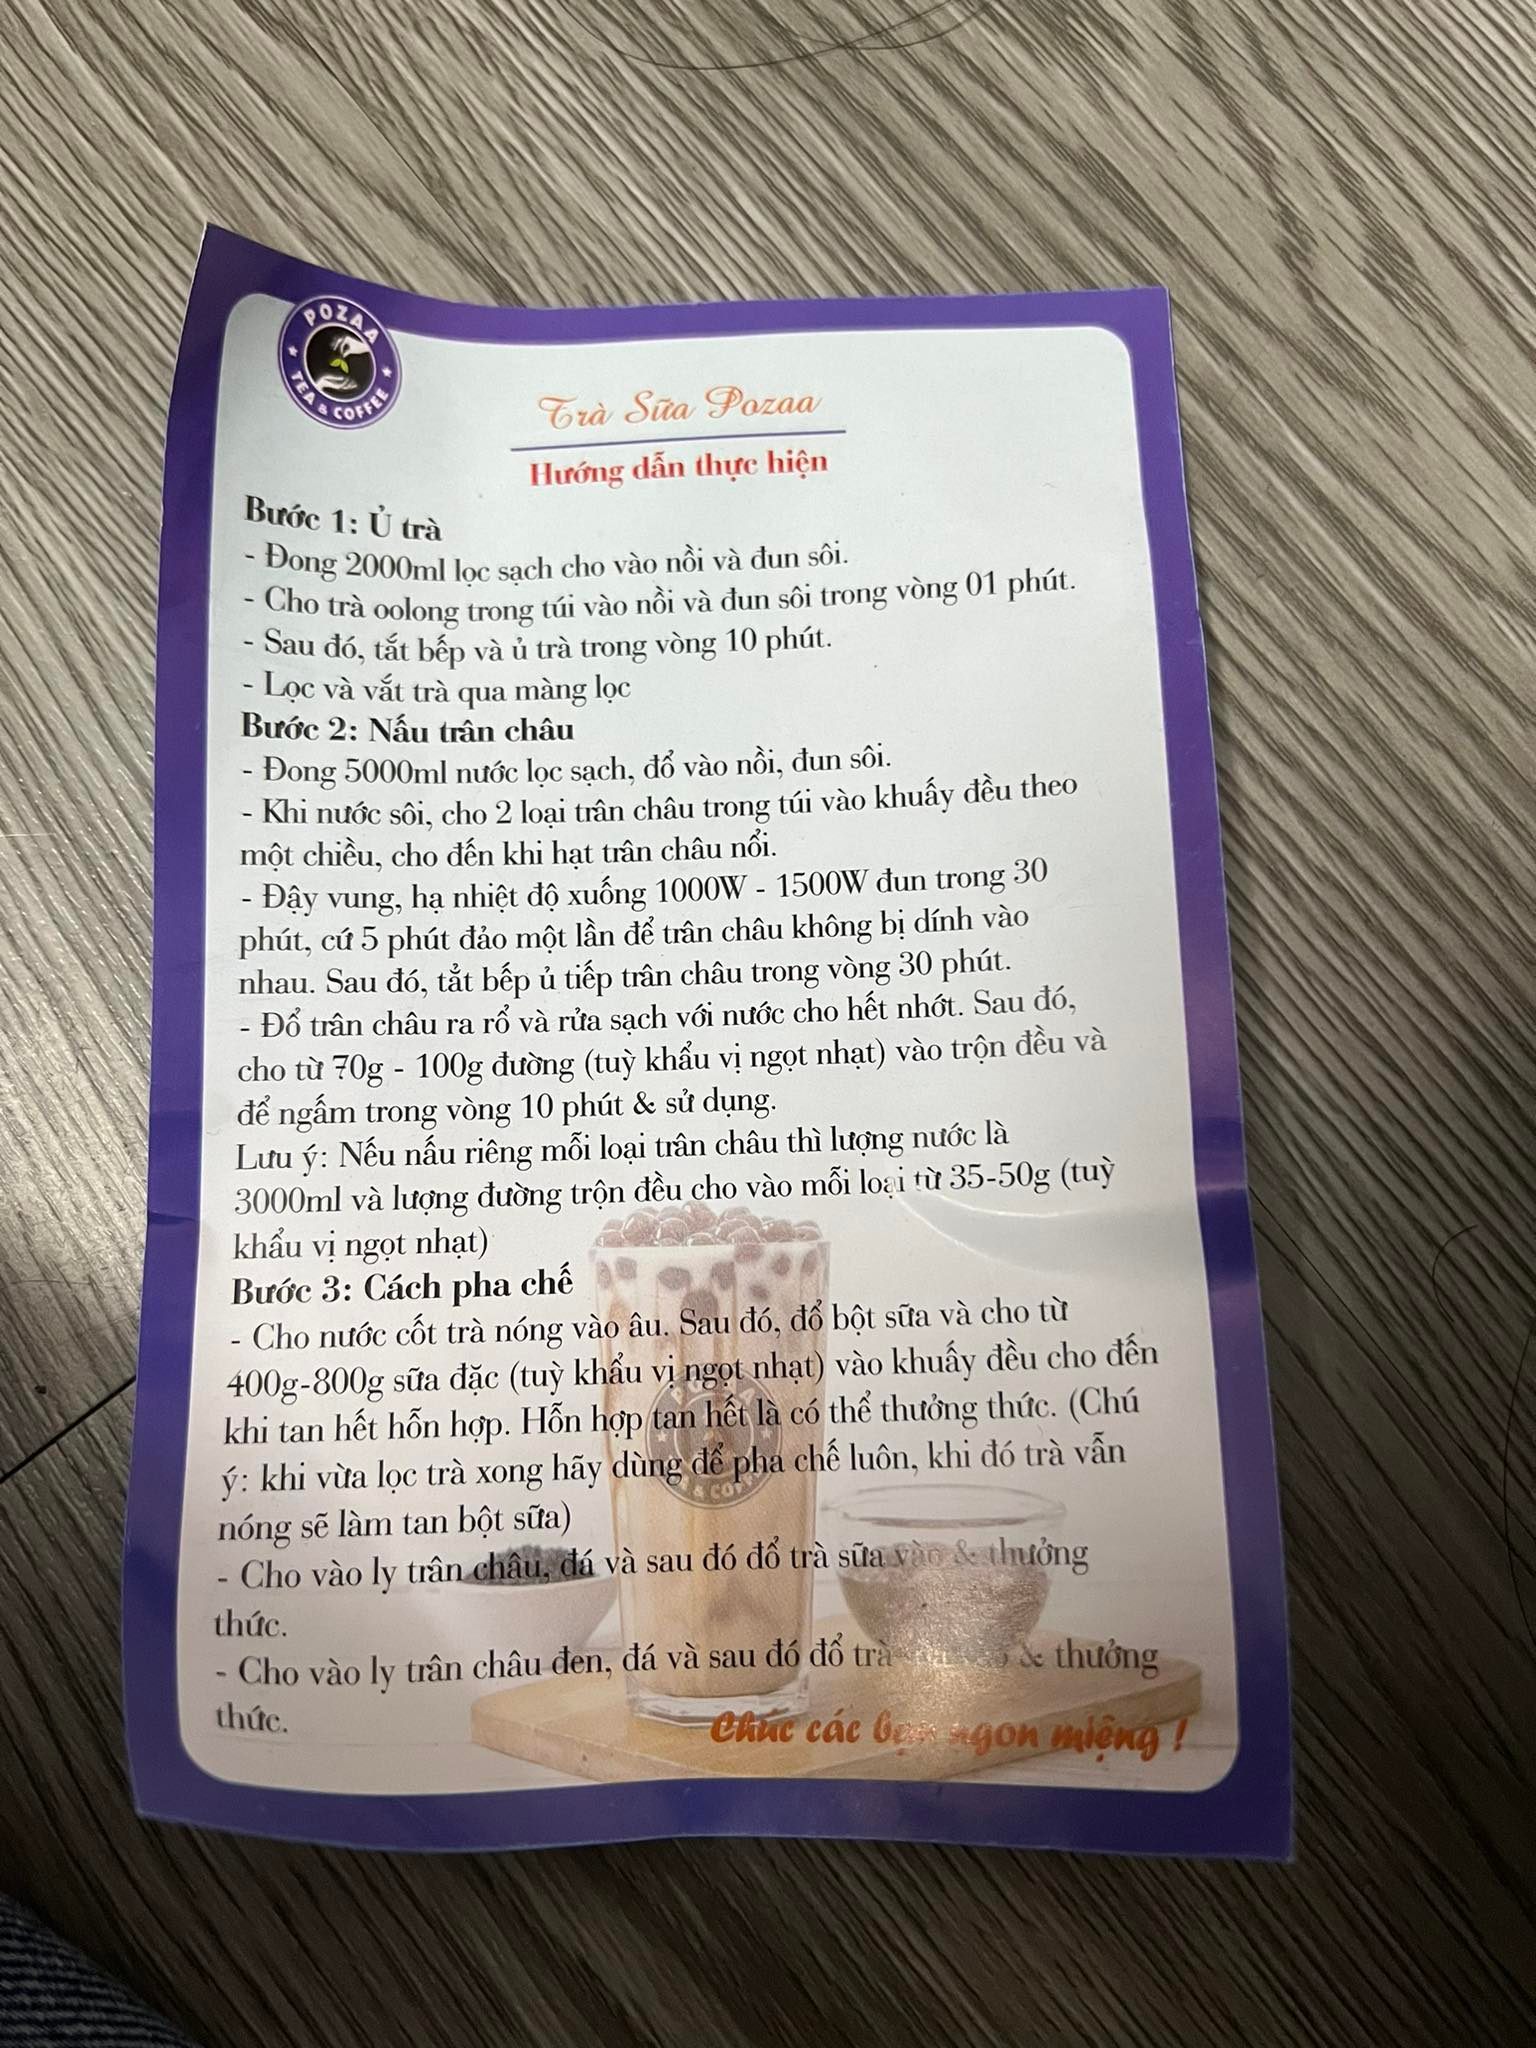 POZAA
TEA & COFFEE
Trà Sữa Pozaa
Hướng dẫn thực hiện
Bước 1: Ủ trà
- Đong 2000ml lọc sạch cho vào nồi và đun sôi.
- Cho trà oolong trong túi vào nồi và đun sôi trong vòng 01 phút.
- Sau đó, tắt bếp và ủ trà trong vòng 10 phút.
- Lọc và vắt trà qua màng lọc
Bước 2: Nấu trân châu
- Đong 5000ml nước lọc sạch, đổ vào nồi, đun sôi.
- Khi nước sôi, cho 2 loại trân châu trong túi vào khuấy đều theo
một chiều, cho đến khi hạt trân châu nổi.
- Đậy vung, hạ nhiệt độ xuống 1000W - 1500W đun trong 30
phút, cứ 5 phút đảo một lần để trân châu không bị dính vào
nhau. Sau đó, tắt bếp ủ tiếp trân châu trong vòng 30 phút.
- Đổ trân châu ra rổ và rửa sạch với nước cho hết nhớt. Sau đó,
cho từ 70g - 100g đường (tuỳ khẩu vị ngọt nhạt) vào trộn đều và
để ngấm trong vòng 10 phút & sử dụng.
Lưu ý: Nếu nấu riêng mỗi loại trân châu thì lượng nước là
3000ml và lượng đường trộn đều cho vào mỗi loại từ 35-50g (tuỳ
khẩu vị ngọt nhạt)
Bước 3: Cách pha chế
- Cho nước cốt trà nóng vào âu. Sau đó, đổ bột sữa và cho từ
400g-800g sữa đặc (tuỳ khẩu vị ngọt nhạt) vào khuấy đều cho đến
khi tan hết hỗn hợp. Hỗn hợp tan hết là có thể thưởng thức. (Chú
ý: khi vừa lọc trà xong hãy dùng để pha chế luôn, khi đó trà vẫn
nóng sẽ làm tan bột sữa)
- Cho vào ly trân châu, đá và sau đó đổ trà sữa vào & thưởng
thức.
- Cho vào ly trân châu đen, đá và sau đó đổ trà & thưởng
thức.
Chúc các bạn ngon miệng !